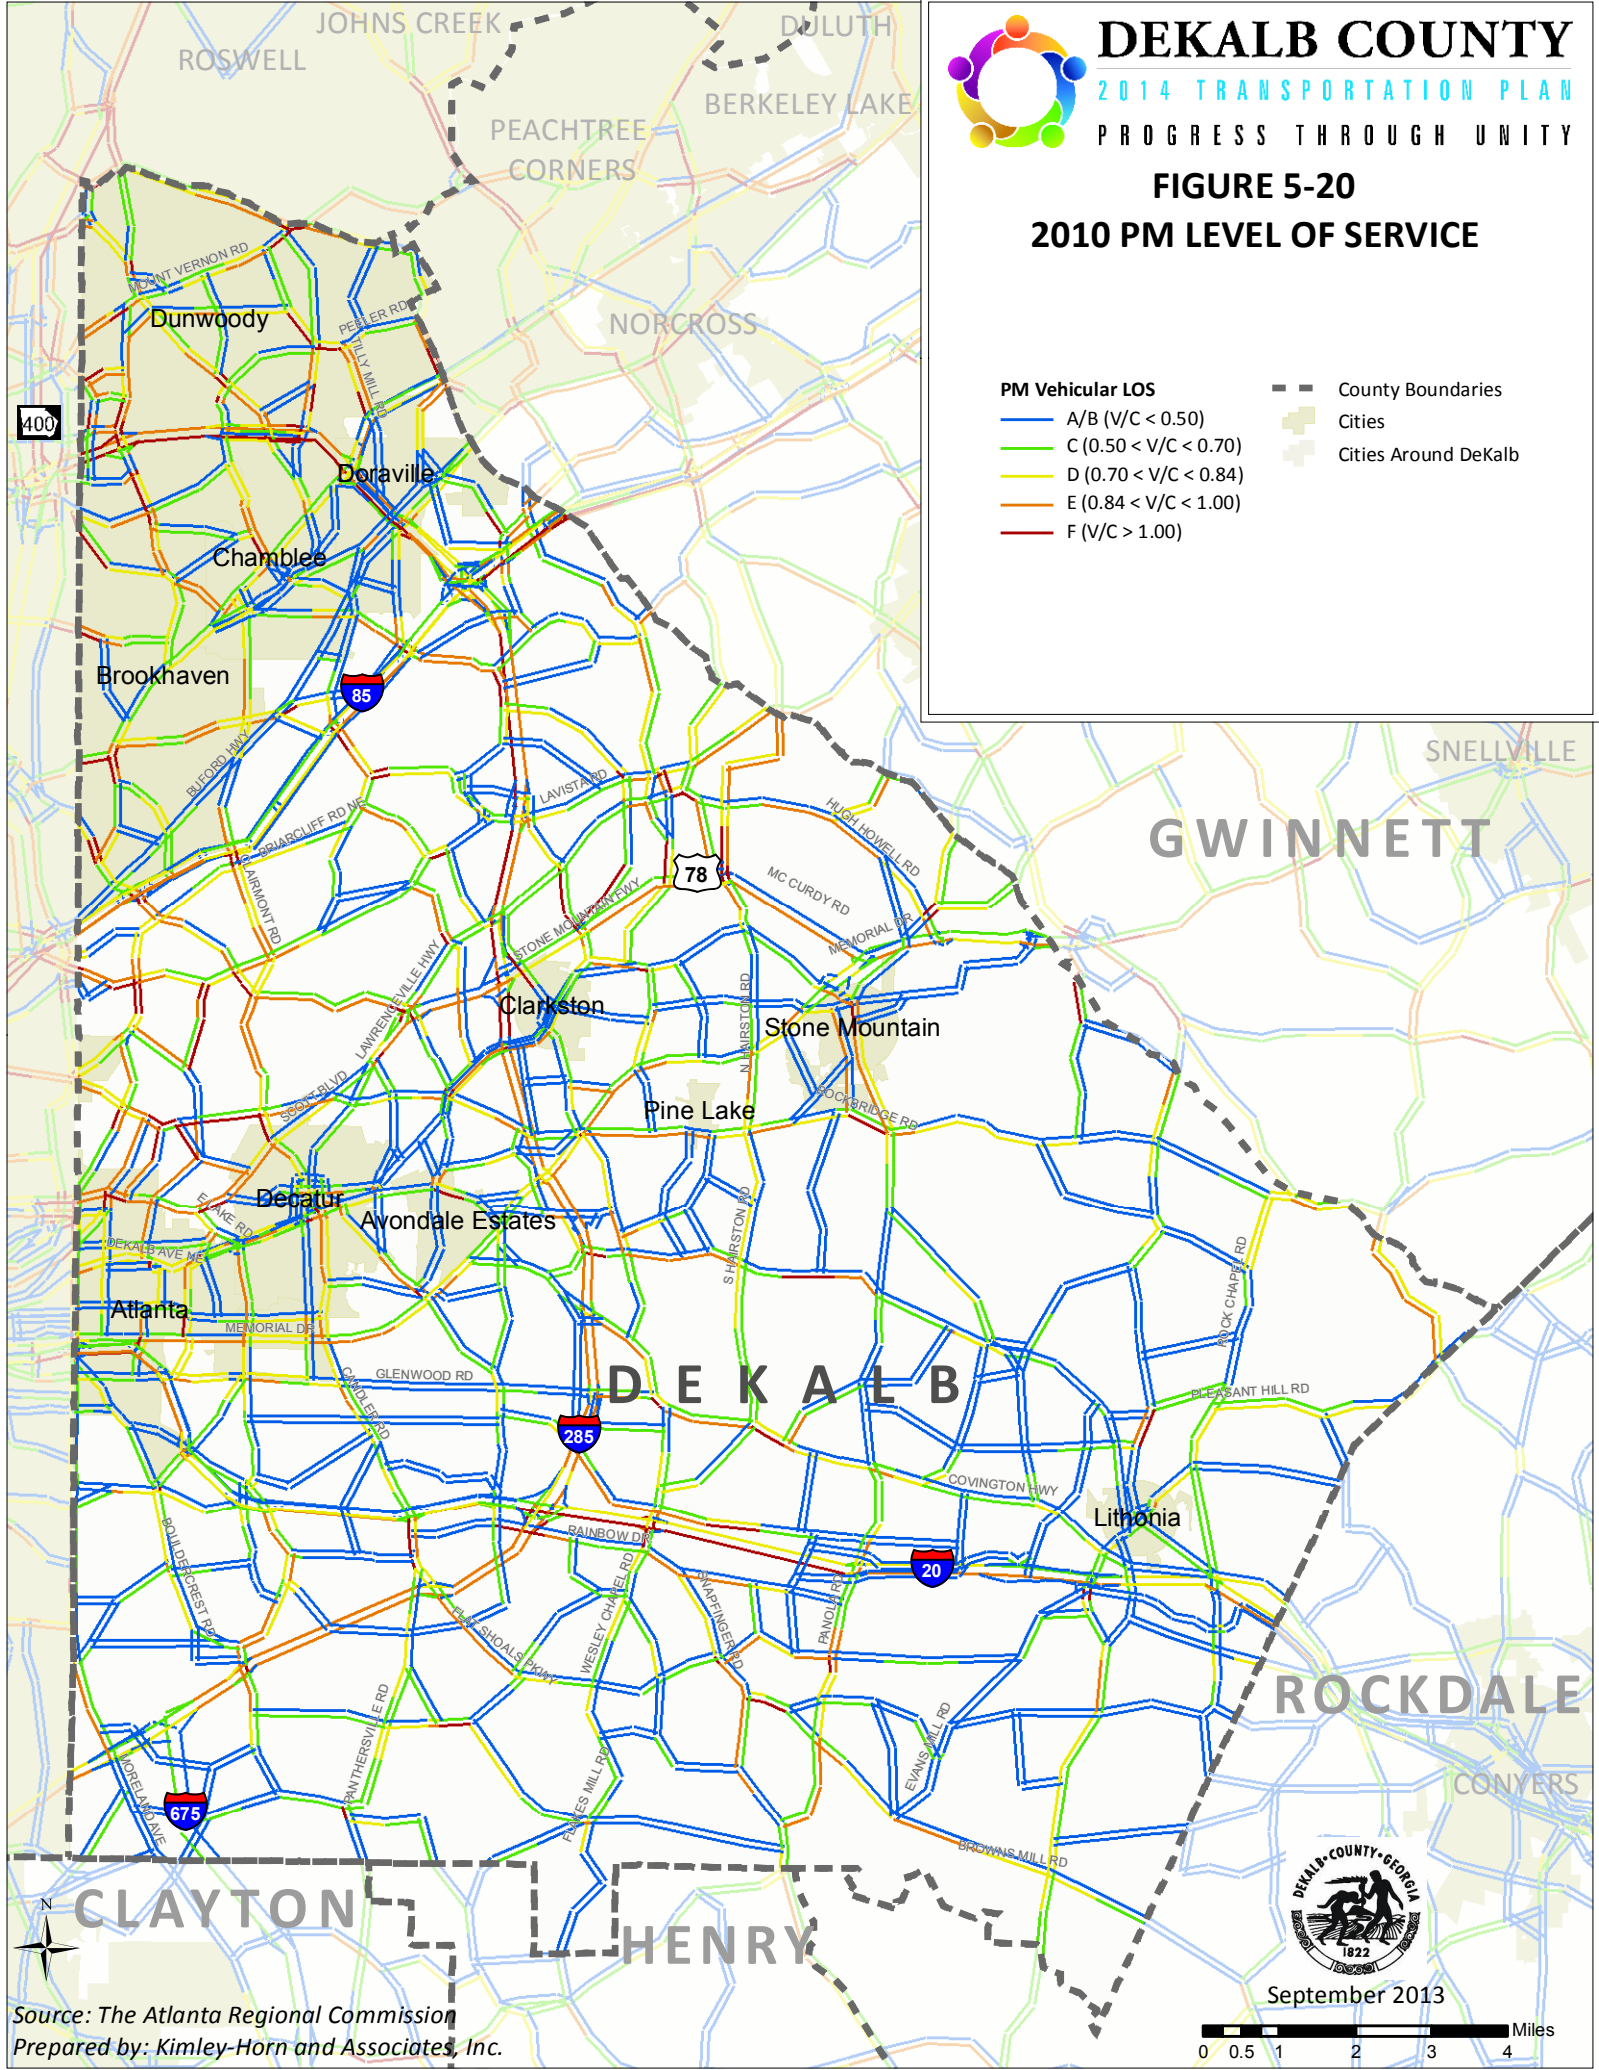 DEKALB COUNTY
2014 TRANSPORTATION PLAN
PROGRESS THROUGH UNITY
FIGURE 5-20
2010 PM LEVEL OF SERVICE
PM Vehicular LOS
A/B (V/C < 0.50)
C (0.50 < V/C < 0.70)
D (0.70 < V/C < 0.84)
E (0.84 < V/C < 1.00)
F (V/C > 1.00)
County Boundaries
Cities
Cities Around DeKalb
JOHNS CREEK
DULUTH
ROSWELL
BERKELEY LAKE
PEACHTREE
CORNERS
MOUNT VERNON RD
Dunwoody
PEELER RD
NORCROSS
TILLY MILL RD
400
Doraville
Chamblee
Brookhaven
85
BUFORD HWY
LAVISTA RD
SNELLVILLE
BRIARCLIFF RD NE
HUGH HOWELL RD
GWINNETT
CLAIRMONT RD
78
MC CURDY RD
STONE MOUNTAIN FWY
MEMORIAL DR
LAWRENCEVILLE HWY
Clarkston
N HAIRSTON RD
Stone Mountain
SCOTT BLVD
Pine Lake
ROCKBRIDGE RD
Decatur
E LAKE RD
Avondale Estates
DEKALB AVE NE
S HAIRSTON RD
ROCK CHAPEL RD
Atlanta
MEMORIAL DR
GLENWOOD RD
CANDLER RD
DEKALB
PLEASANT HILL RD
285
COVINGTON HWY
Lithonia
BOULDERCREST RD
RAINBOW DR
20
WESLEY CHAPEL RD
SNAPFINGER RD
PANOLA RD
FLAT SHOALS PKWY
ROCKDALE
PANTHERSVILLE RD
EVANS MILL RD
MORELAND AVE
FLAKES MILL RD
CONYERS
675
BROWNS MILL RD
DEKALB•COUNTY•GEORGIA
1822
CLAYTON
HENRY
N
September 2013
Source: The Atlanta Regional Commission
Prepared by: Kimley-Horn and Associates, Inc.
Miles
0 0.5 1 2 3 4